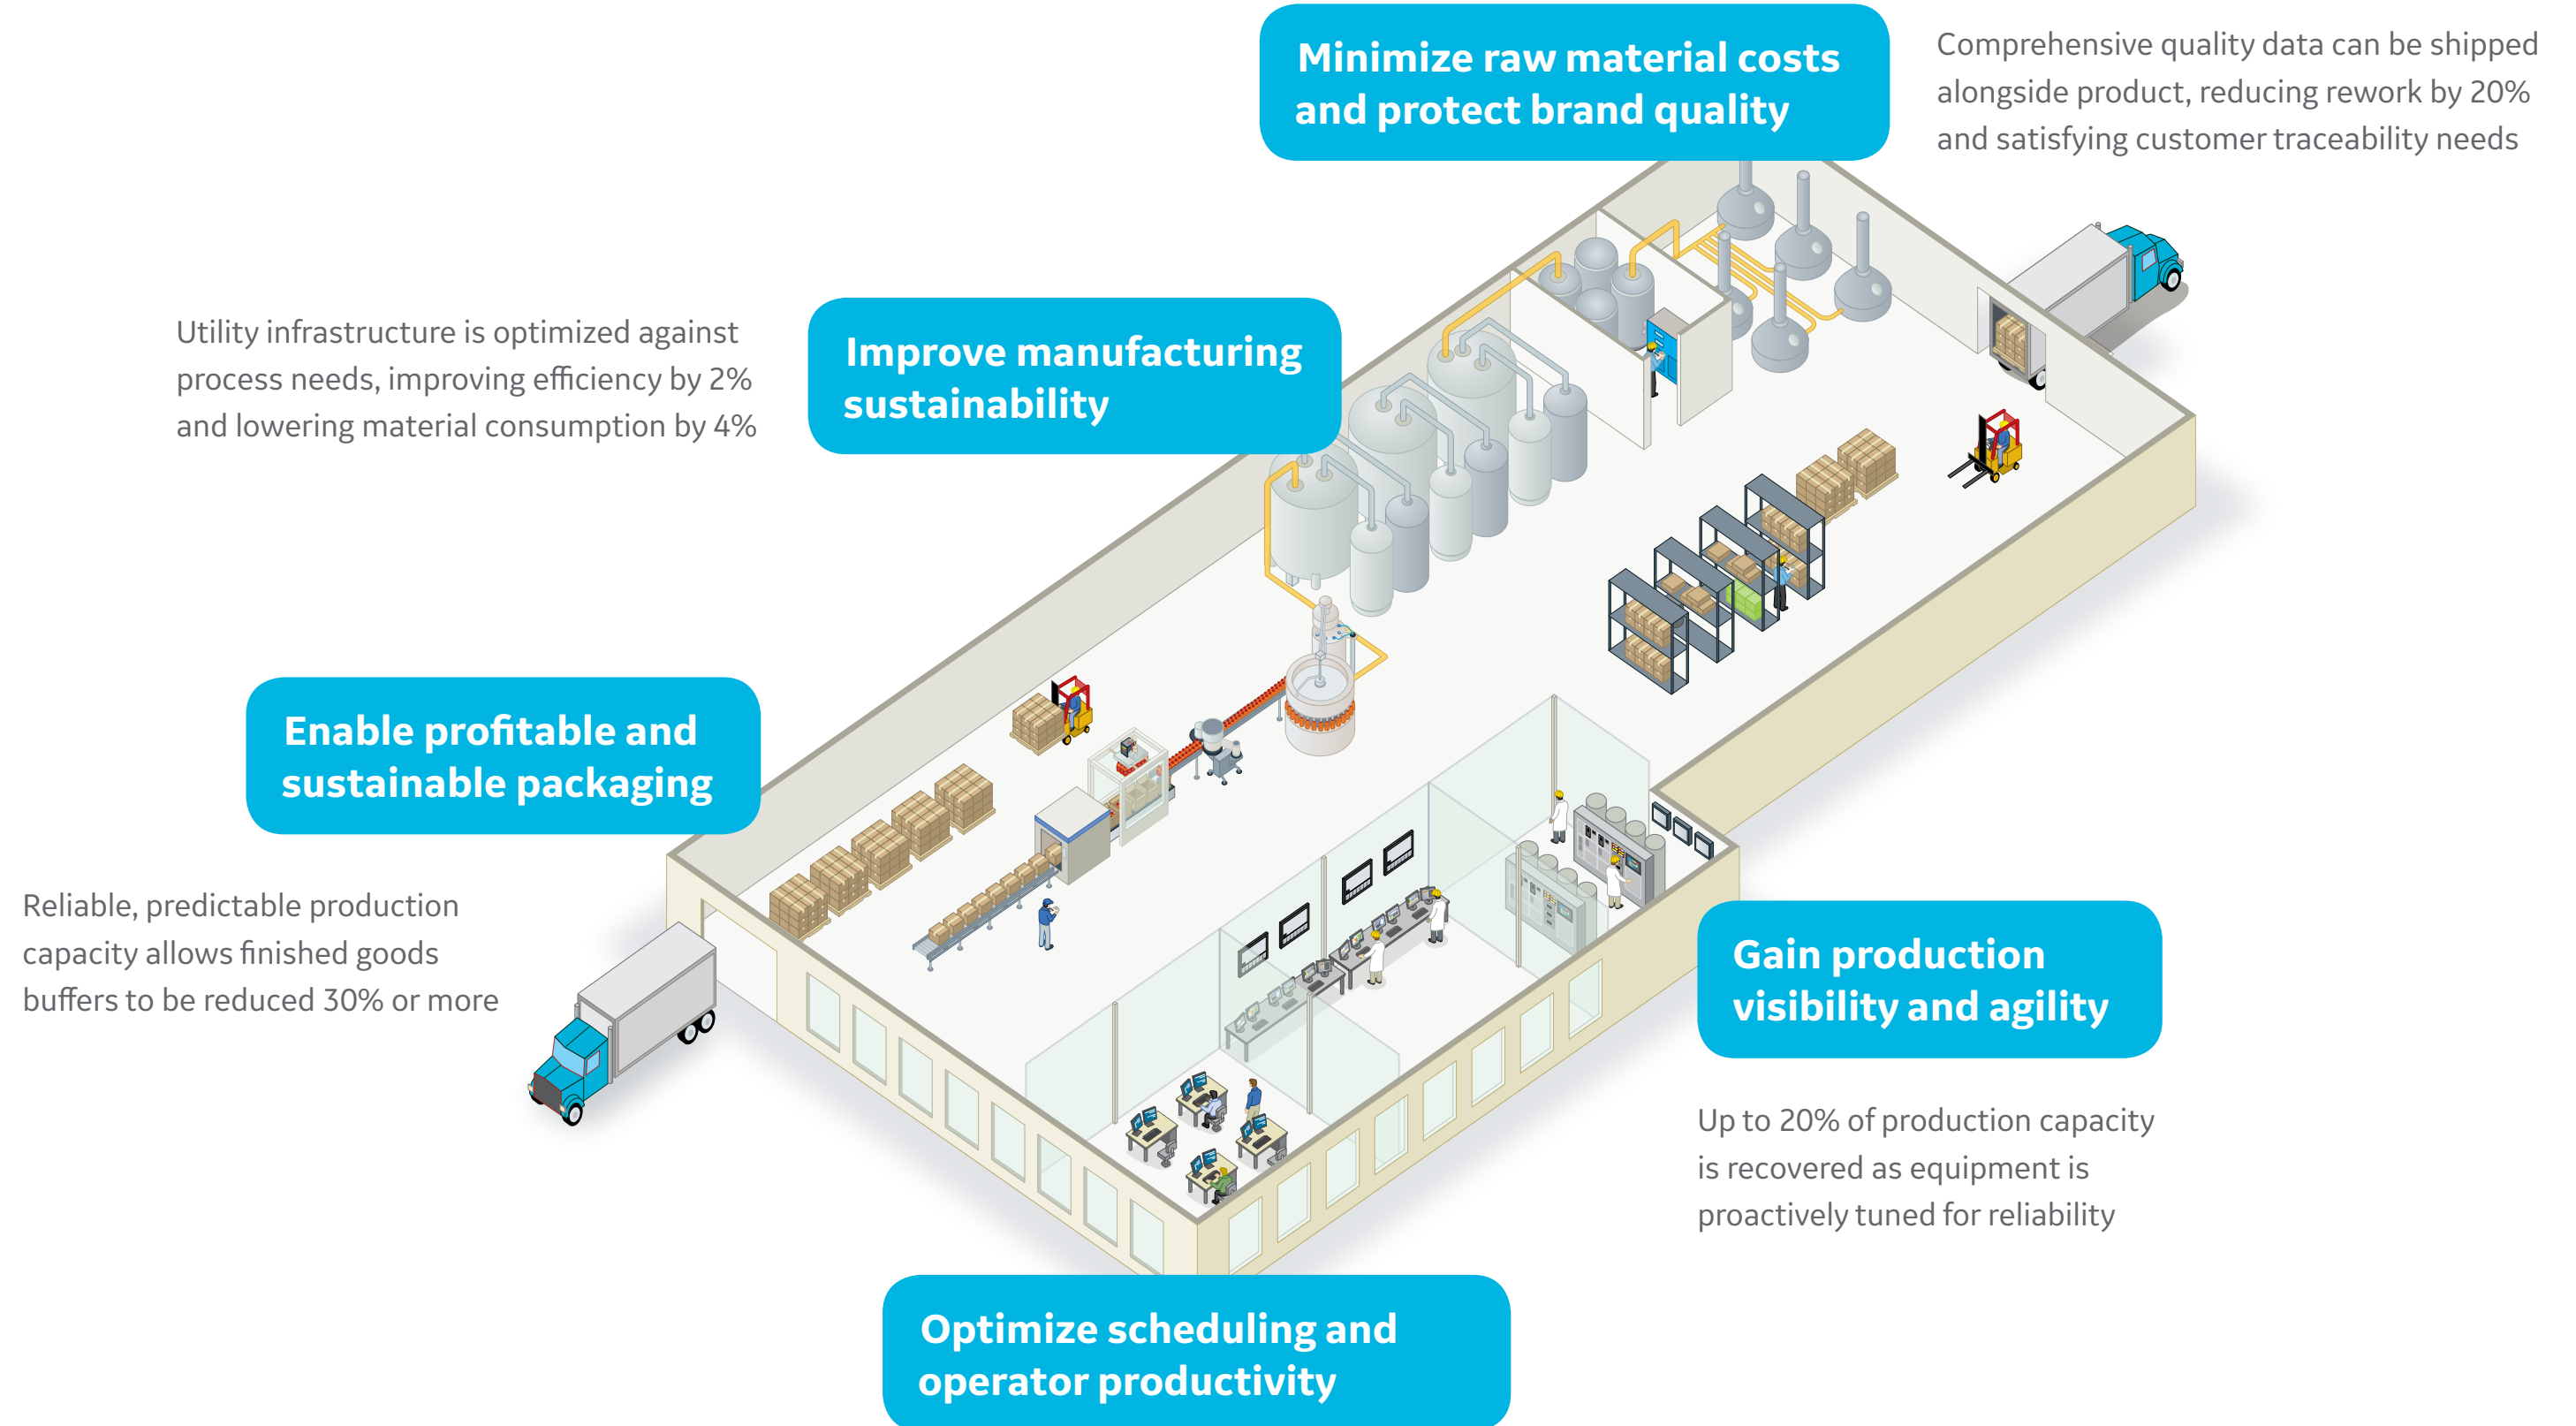 Minimize raw material costs
and protect brand quality
Comprehensive quality data can be shipped
alongside product, reducing rework by 20%
and satisfying customer traceability needs
Utility infrastructure is optimized against
process needs, improving efficiency by 2%
and lowering material consumption by 4%
Improve manufacturing
sustainability
Enable profitable and
sustainable packaging
Reliable, predictable production
capacity allows finished goods
buffers to be reduced 30% or more
Gain production
visibility and agility
Up to 20% of production capacity
is recovered as equipment is
proactively tuned for reliability
Optimize scheduling and
operator productivity